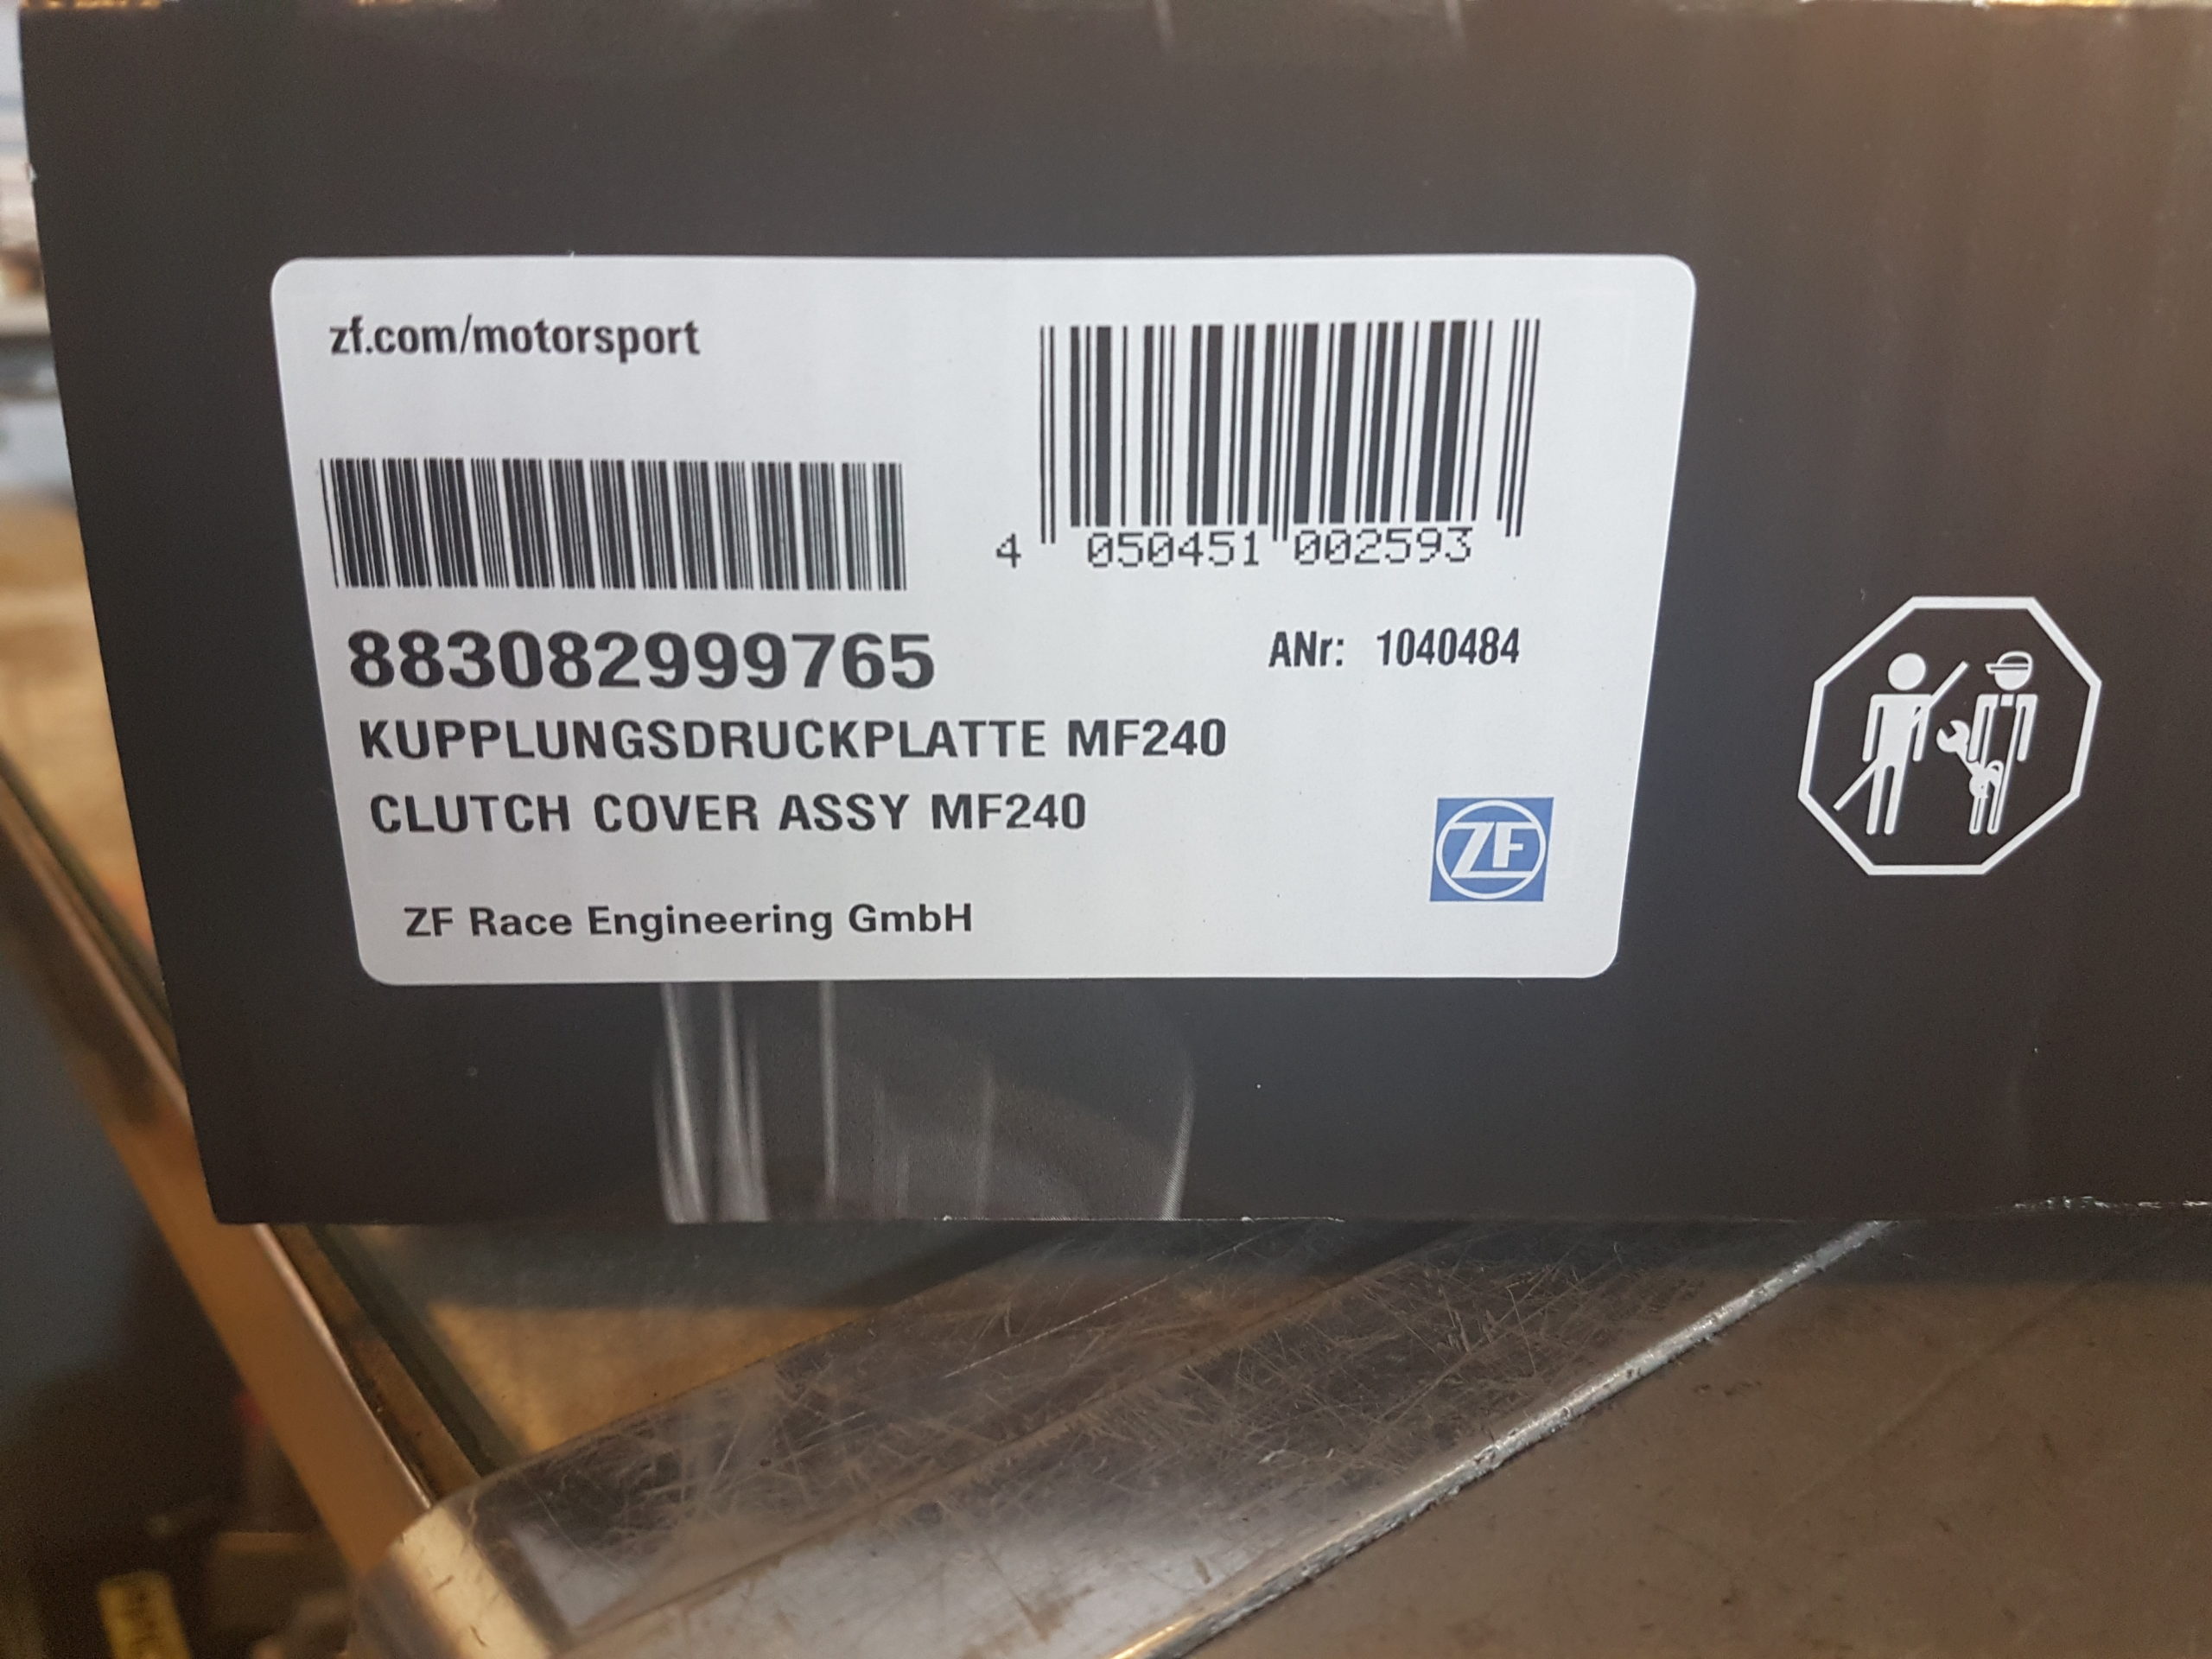 zf.com/motorsport
4 050451 002593
883082999765
ANr: 1040484
KUPPLUNGSDRUCKPLATTE MF240
CLUTCH COVER ASSY MF240
ZF
ZF Race Engineering GmbH